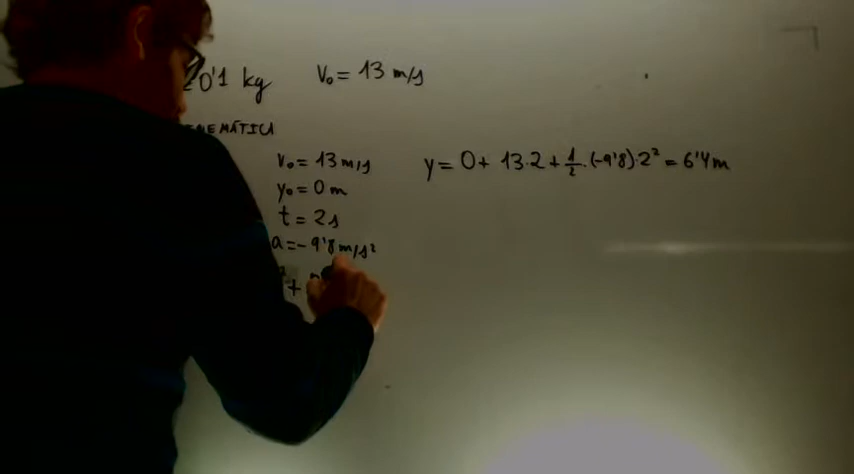 0'1 kg v₀ = 13 m/s
v₀ = 13 m/s
y = 0 + 13·2 + 1/2·(-9'8)·2² = 6'4 m
y₀ = 0 m
t = 2 s
a = -9'8 m/s²
² +